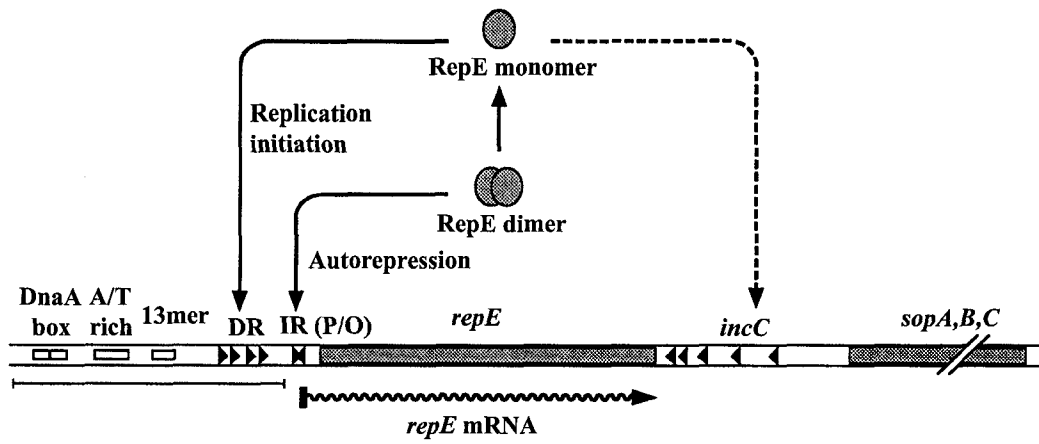 RepE monomer
Replication
initiation
RepE dimer
Autorepression
DnaA
box
A/T
rich
13mer
DR
IR (P/O)
repE
incC
sopA,B,C
repE mRNA